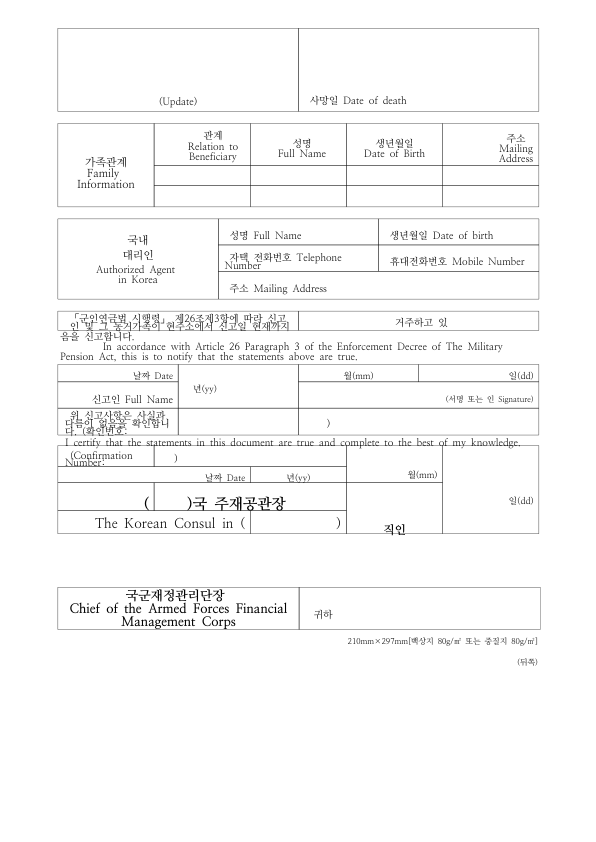 (Update)
사망일 Date of death
가족관계
Family
Information
관계
Relation to
Beneficiary
성명
Full Name
생년월일
Date of Birth
주소
Mailing
Address
국내
대리인
Authorized Agent
in Korea
성명 Full Name
생년월일 Date of birth
자택 전화번호 Telephone
Number
휴대전화번호 Mobile Number
주소 Mailing Address
「군인연금법 시행령」 제26조제3항에 따라 신고
인 및 그 동거가족이 현주소에서 신고일 현재까지
거주하고 있
음을 신고합니다.
In accordance with Article 26 Paragraph 3 of the Enforcement Decree of The Military
Pension Act, this is to notify that the statements above are true.
날짜 Date
년(yy)
월(mm)
일(dd)
신고인 Full Name
(서명 또는 인 Signature)
위 신고사항은 사실과
다름이 없음을 확인합니
다. (확인번호:
)
I certify that the statements in this document are true and complete to the best of my knowledge.
(Confirmation
Number:
)
날짜 Date
년(yy)
월(mm)
일(dd)
( )국 주재공관장
The Korean Consul in ( )
직인
국군재정관리단장
Chief of the Armed Forces Financial
Management Corps
귀하
210mm×297mm[백상지 80g/㎡ 또는 중질지 80g/㎡]
(뒤쪽)